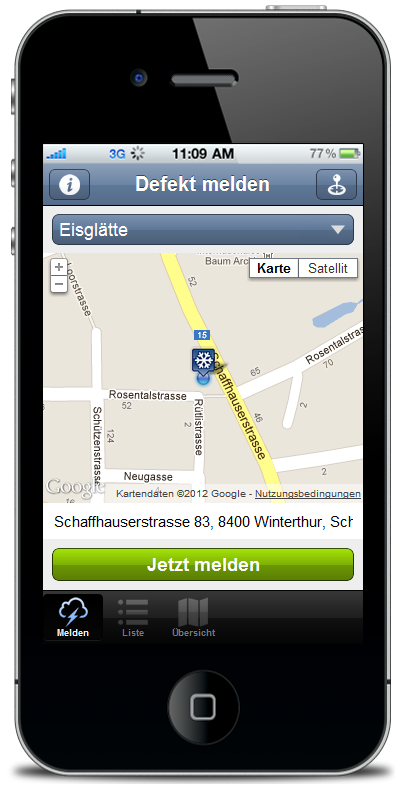 3G 11:09 AM 77%
Defekt melden
Eisglätte
Baum Arc
Karte Satellit
Loorstrasse
52
15
Rosentalstrasse
70
65
Schaffhauserstrasse
Rosentalstrasse
52
46
2
2
Rütlistrasse
Schützenstrasse
124
Neugasse
2
Google
Kartendaten ©2012 Google - Nutzungsbedingungen
Schaffhauserstrasse 83, 8400 Winterthur, Sch
Jetzt melden
Melden Liste Übersicht